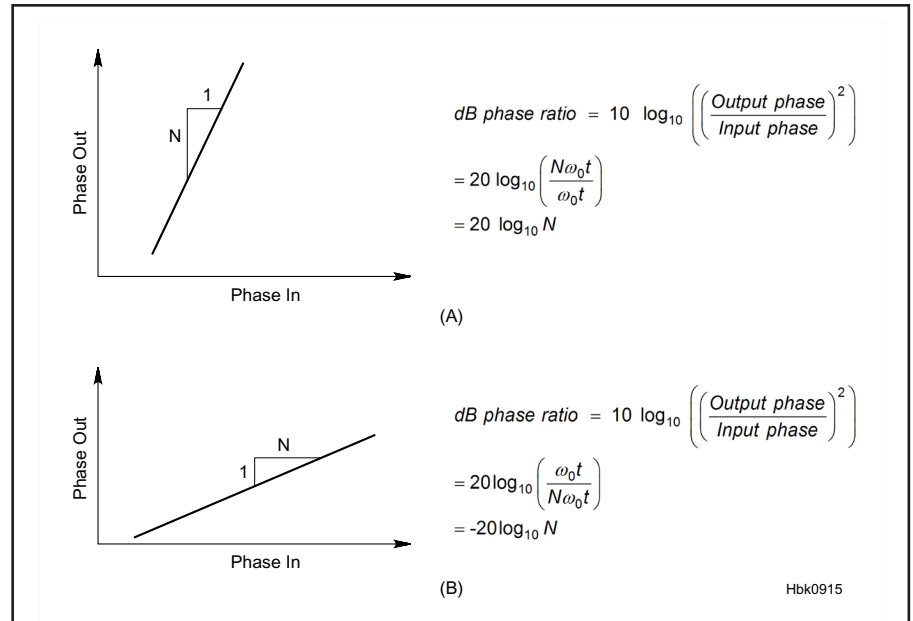 Phase Out
N
1
Phase In
dB phase ratio = 10 log₁₀ ((Output phase / Input phase)²)
= 20 log₁₀ (Nω₀t / ω₀t)
= 20 log₁₀ N
(A)
Phase Out
1
N
Phase In
dB phase ratio = 10 log₁₀ ((Output phase / Input phase)²)
= 20log₁₀ (ω₀t / Nω₀t)
= -20log₁₀ N
(B)
Hbk0915